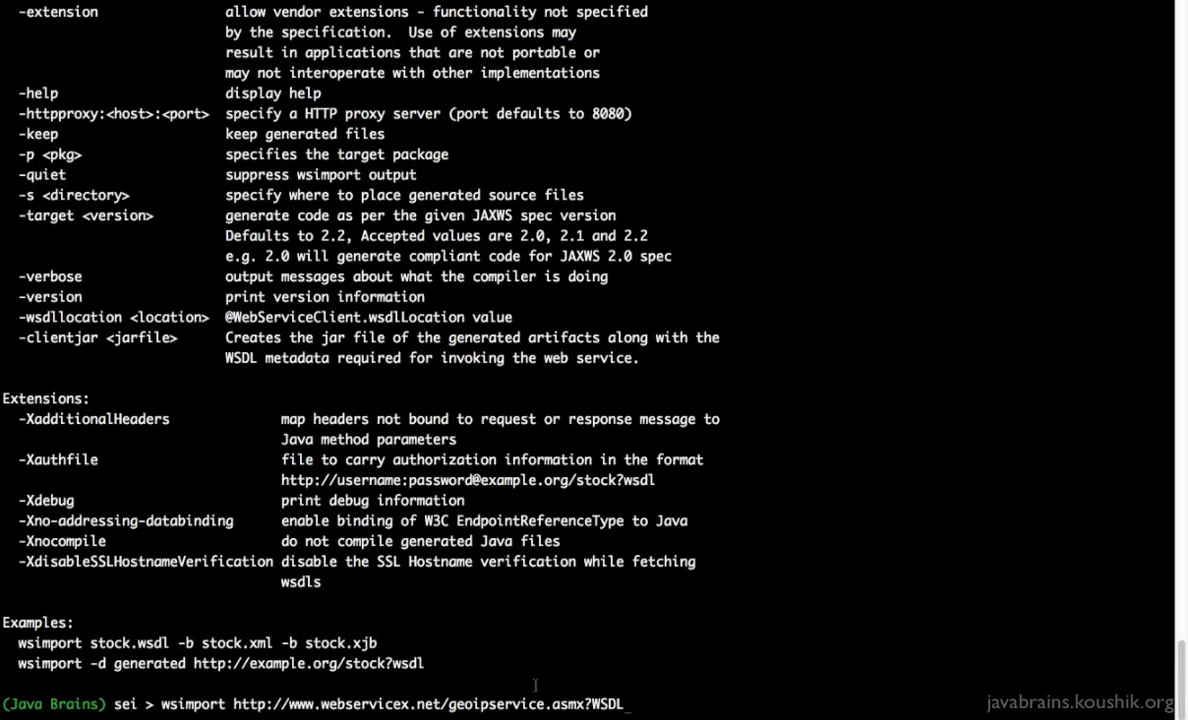 -extension allow vendor extensions - functionality not specified
by the specification. Use of extensions may
result in applications that are not portable or
may not interoperate with other implementations
-help display help
-httpproxy:<host>:<port> specify a HTTP proxy server (port defaults to 8080)
-keep keep generated files
-p <pkg> specifies the target package
-quiet suppress wsimport output
-s <directory> specify where to place generated source files
-target <version> generate code as per the given JAXWS spec version
Defaults to 2.2, Accepted values are 2.0, 2.1 and 2.2
e.g. 2.0 will generate compliant code for JAXWS 2.0 spec
-verbose output messages about what the compiler is doing
-version print version information
-wsdllocation <location> @WebServiceClient.wsdlLocation value
-clientjar <jarfile> Creates the jar file of the generated artifacts along with the
WSDL metadata required for invoking the web service.
Extensions:
-XadditionalHeaders map headers not bound to request or response message to
Java method parameters
-Xauthfile file to carry authorization information in the format
http://username:password@example.org/stock?wsdl
-Xdebug print debug information
-Xno-addressing-databinding enable binding of W3C EndpointReferenceType to Java
-Xnocompile do not compile generated Java files
-XdisableSSLHostnameVerification disable the SSL Hostname verification while fetching
wsdls
Examples:
wsimport stock.wsdl -b stock.xml -b stock.xjb
wsimport -d generated http://example.org/stock?wsdl
(Java Brains) sei > wsimport http://www.webservicex.net/geoipservice.asmx?WSDL
javabrains.koushik.org